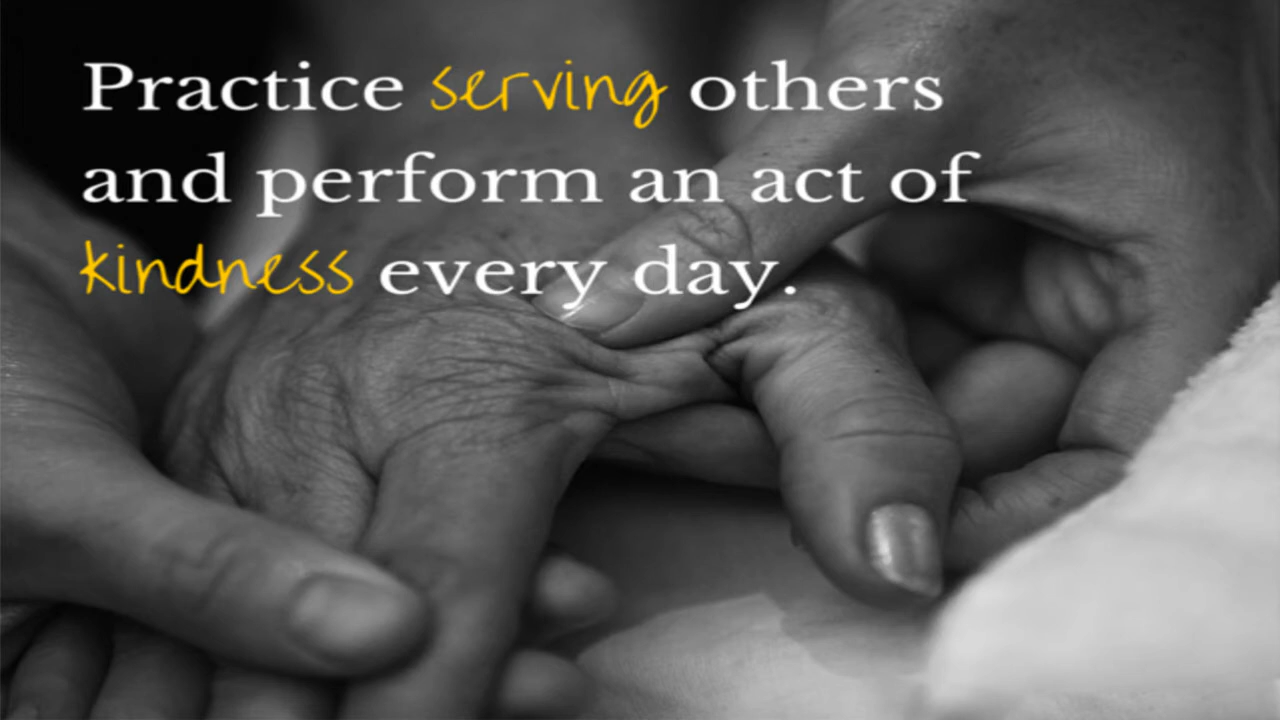 Practice serving others
and perform an act of
kindness every day.